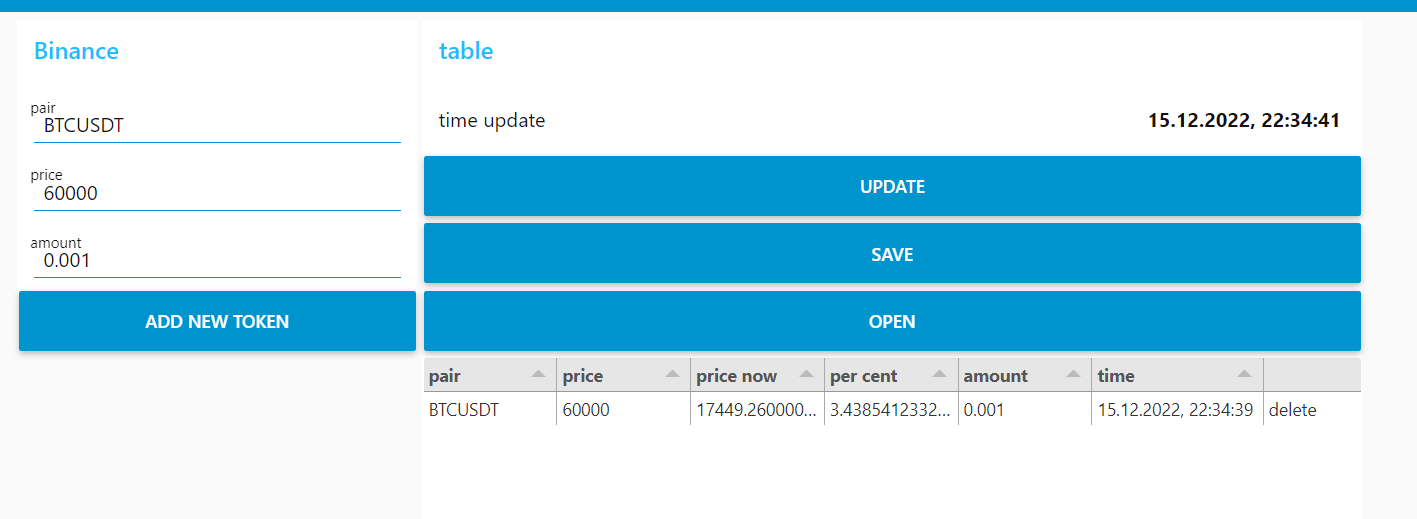 Binance
pair
BTCUSDT
price
60000
amount
0.001
ADD NEW TOKEN
table
time update 15.12.2022, 22:34:41
UPDATE
SAVE
OPEN
pair price price now per cent amount time
BTCUSDT 60000 17449.260000... 3.4385412332... 0.001 15.12.2022, 22:34:39 delete